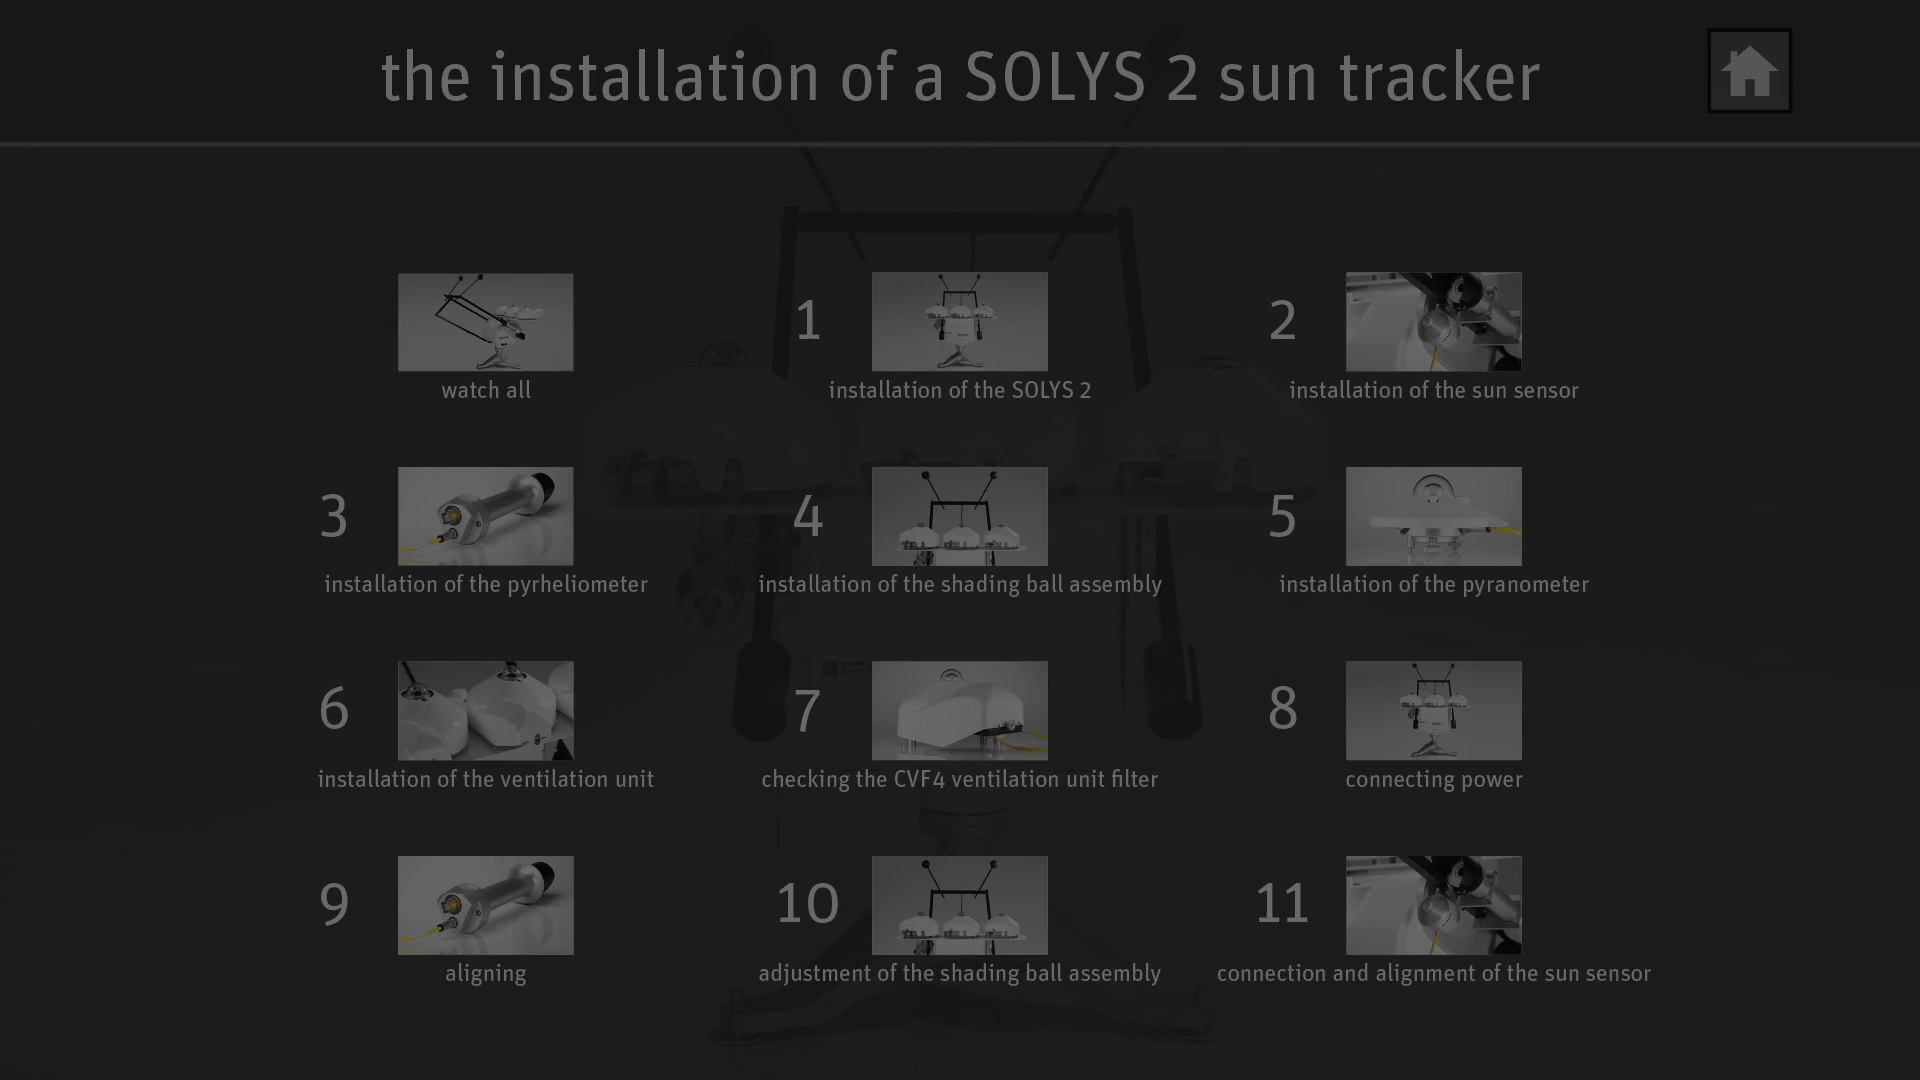 the installation of a SOLYS 2 sun tracker
watch all
1
installation of the SOLYS 2
2
installation of the sun sensor
3
installation of the pyrheliometer
4
installation of the shading ball assembly
5
installation of the pyranometer
6
installation of the ventilation unit
7
checking the CVF4 ventilation unit filter
8
connecting power
9
aligning
10
adjustment of the shading ball assembly
11
connection and alignment of the sun sensor